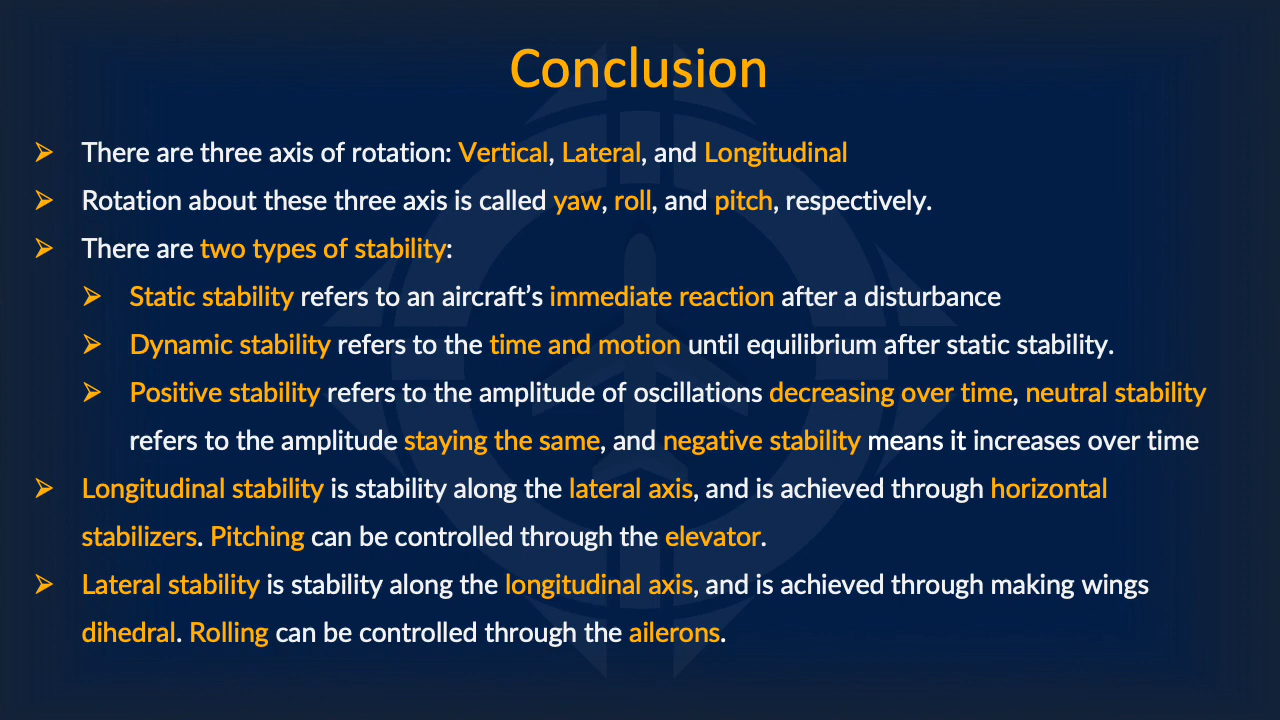 Conclusion
There are three axis of rotation: Vertical, Lateral, and Longitudinal
Rotation about these three axis is called yaw, roll, and pitch, respectively.
There are two types of stability:
Static stability refers to an aircraft’s immediate reaction after a disturbance
Dynamic stability refers to the time and motion until equilibrium after static stability.
Positive stability refers to the amplitude of oscillations decreasing over time, neutral stability
refers to the amplitude staying the same, and negative stability means it increases over time
Longitudinal stability is stability along the lateral axis, and is achieved through horizontal
stabilizers. Pitching can be controlled through the elevator.
Lateral stability is stability along the longitudinal axis, and is achieved through making wings
dihedral. Rolling can be controlled through the ailerons.